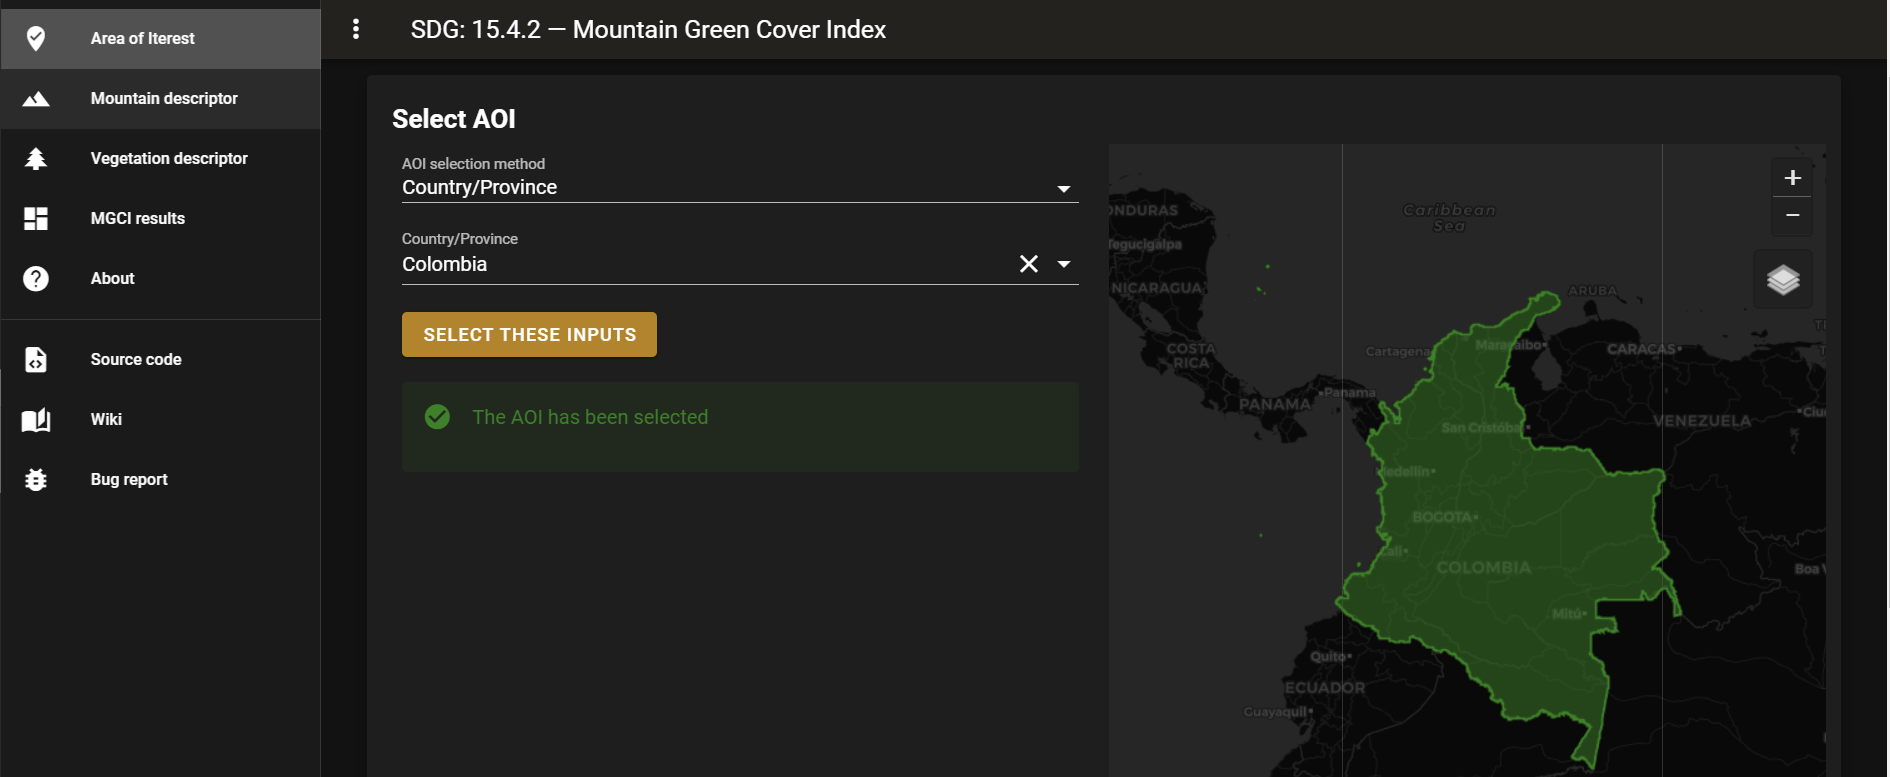 Area of Iterest
Mountain descriptor
Vegetation descriptor
MGCI results
About
Source code
Wiki
Bug report
SDG: 15.4.2 — Mountain Green Cover Index
Select AOI
AOI selection method
Country/Province
Country/Province
Colombia
SELECT THESE INPUTS
The AOI has been selected
+
−
Caribbean
Sea
ONDURAS
Tegucigalpa
NICARAGUA
ARUBA
COSTA
RICA
Cartagena
Maracaibo
CARACAS
Panama
PANAMA
San Cristóbal
VENEZUELA
Ciu
Medellín
BOGOTA
Cali
COLOMBIA
Boa V
Mitú
Quito
ECUADOR
Guayaquil